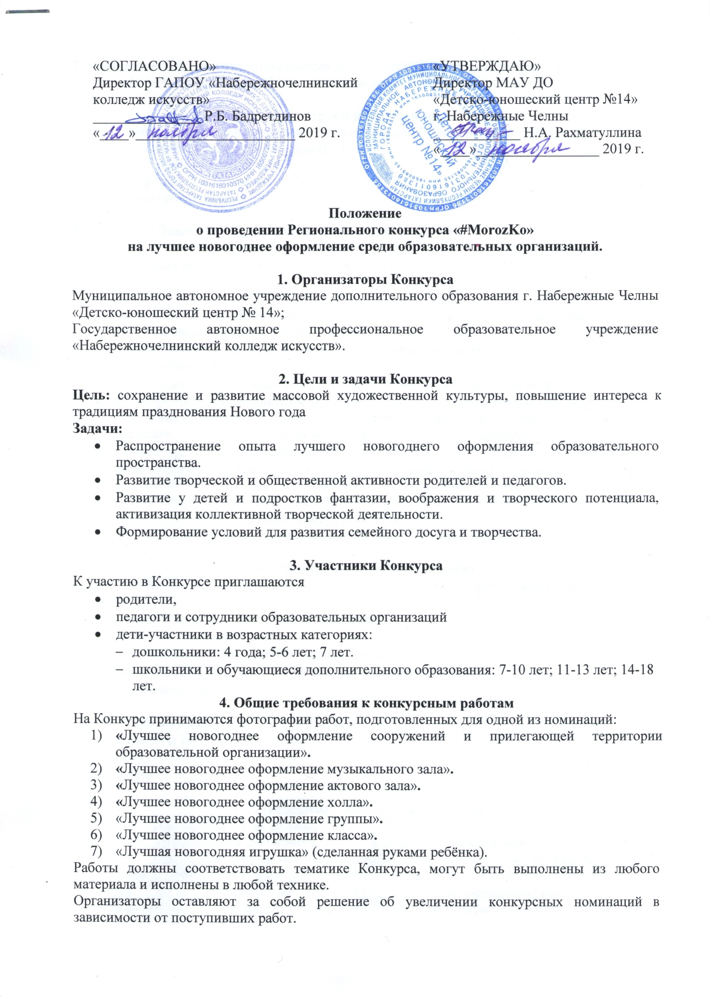 «СОГЛАСОВАНО»
Директор ГАПОУ «Набережночелнинский
колледж искусств»
Р.Б. Бадретдинов
«12» ноября 2019 г.
«УТВЕРЖДАЮ»
Директор МАУ ДО
«Детско-юношеский центр №14»
г. Набережные Челны
Н.А. Рахматуллина
«12» ноября 2019 г.
ТАТАРСТАН
ОГРН 1031616010370 ИНН 1650072665
«Детско-
юношеский
центр №14»
Положение
о проведении Регионального конкурса «#MorozKo»
на лучшее новогоднее оформление среди образовательных организаций.
1. Организаторы Конкурса
Муниципальное автономное учреждение дополнительного образования г. Набережные Челны
«Детско-юношеский центр № 14»;
Государственное автономное профессиональное образовательное учреждение
«Набережночелнинский колледж искусств».
2. Цели и задачи Конкурса
Цель: сохранение и развитие массовой художественной культуры, повышение интереса к
традициям празднования Нового года
Задачи:
• Распространение опыта лучшего новогоднего оформления образовательного
пространства.
• Развитие творческой и общественной активности родителей и педагогов.
• Развитие у детей и подростков фантазии, воображения и творческого потенциала,
активизация коллективной творческой деятельности.
• Формирование условий для развития семейного досуга и творчества.
3. Участники Конкурса
К участию в Конкурсе приглашаются
• родители,
• педагоги и сотрудники образовательных организаций
• дети-участники в возрастных категориях:
– дошкольники: 4 года; 5-6 лет; 7 лет.
– школьники и обучающиеся дополнительного образования: 7-10 лет; 11-13 лет; 14-18
лет.
4. Общие требования к конкурсным работам
На Конкурс принимаются фотографии работ, подготовленных для одной из номинаций:
1) «Лучшее новогоднее оформление сооружений и прилегающей территории
образовательной организации».
2) «Лучшее новогоднее оформление музыкального зала».
3) «Лучшее новогоднее оформление актового зала».
4) «Лучшее новогоднее оформление холла».
5) «Лучшее новогоднее оформление группы».
6) «Лучшее новогоднее оформление класса».
7) «Лучшая новогодняя игрушка» (сделанная руками ребёнка).
Работы должны соответствовать тематике Конкурса, могут быть выполнены из любого
материала и исполнены в любой технике.
Организаторы оставляют за собой решение об увеличении конкурсных номинаций в
зависимости от поступивших работ.